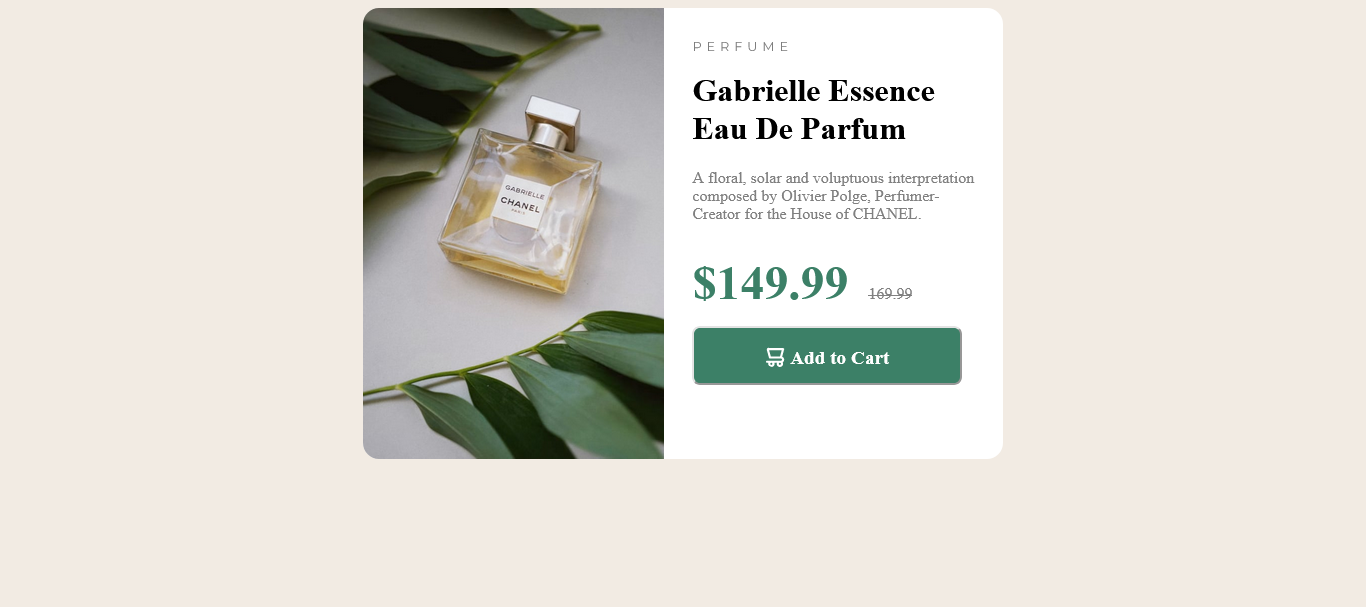 PERFUME
Gabrielle Essence
Eau De Parfum
A floral, solar and voluptuous interpretation
composed by Olivier Polge, Perfumer-
Creator for the House of CHANEL.
$149.99 169.99
Add to Cart
GABRIELLE
CHANEL
PARIS